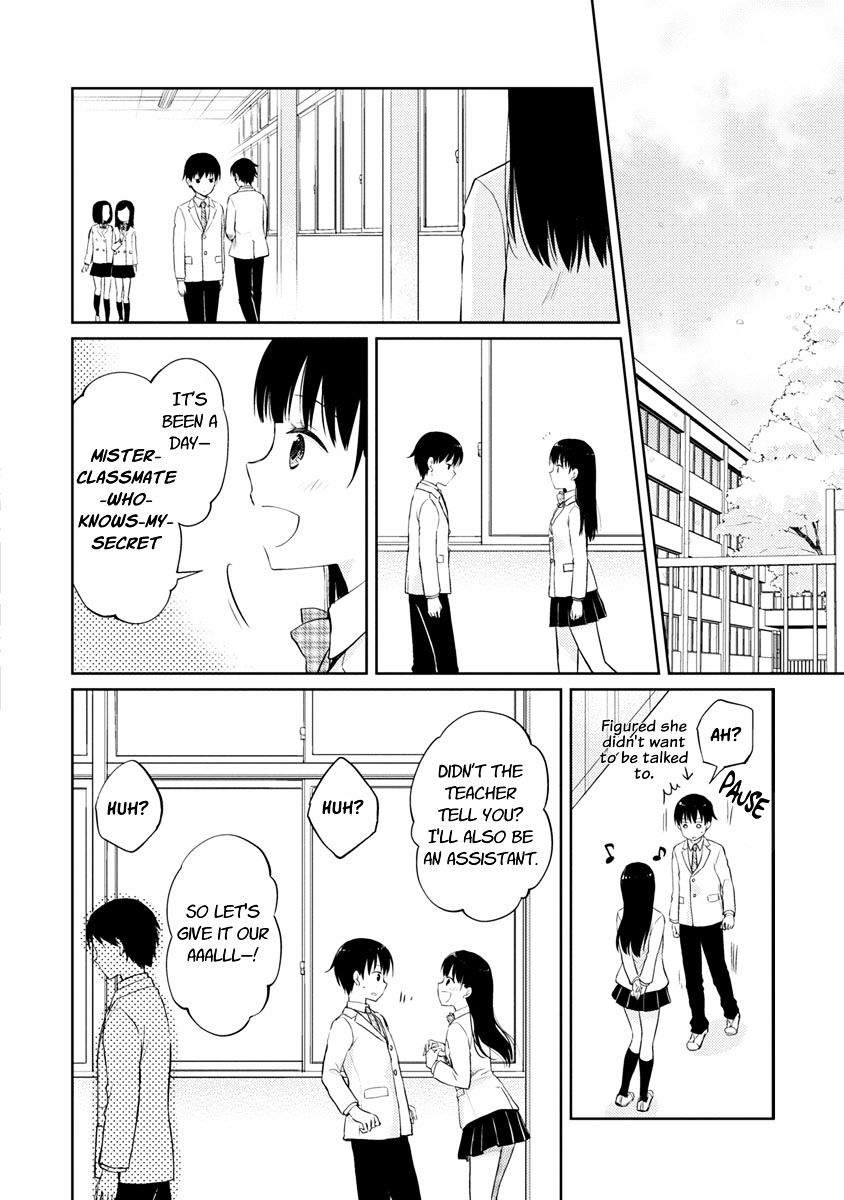 IT'S
BEEN A
DAY—
MISTER-
CLASSMATE
-WHO-
KNOWS-MY-
SECRET
AH?
Figured she
didn't want
to be talked
to.
PAUSE
DIDN'T THE
TEACHER
TELL YOU?
I'LL ALSO BE
AN ASSISTANT.
HUH?
SO LET'S
GIVE IT OUR
AAALLL—!
HUH?